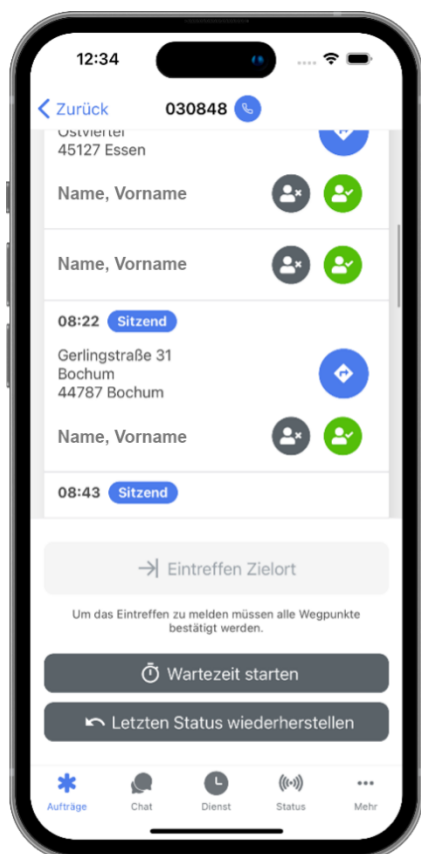 12:34
Zurück
030848
Ostviertel
45127 Essen
Name, Vorname
Name, Vorname
08:22 Sitzend
Gerlingstraße 31
Bochum
44787 Bochum
Name, Vorname
08:43 Sitzend
Eintreffen Zielort
Um das Eintreffen zu melden müssen alle Wegpunkte
bestätigt werden.
Wartezeit starten
Letzten Status wiederherstellen
Aufträge Chat Dienst Status Mehr